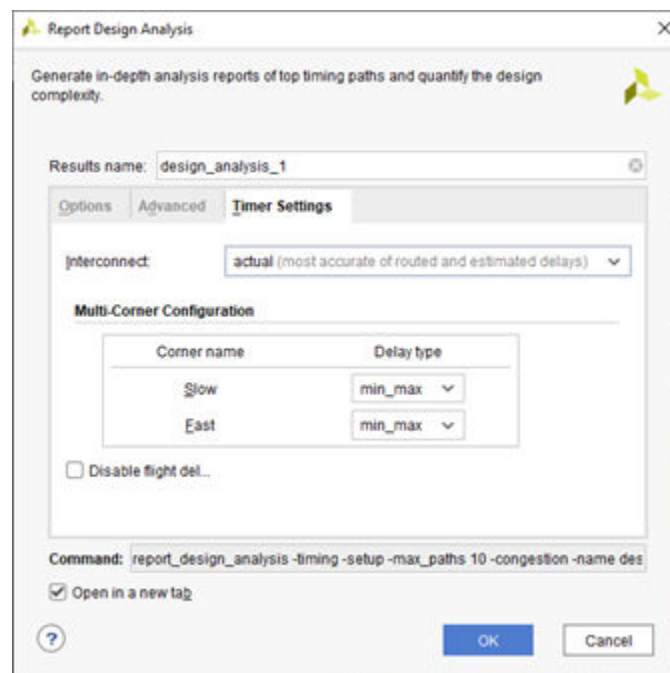 Report Design Analysis
Generate in-depth analysis reports of top timing paths and quantify the design
complexity.
Results name: design_analysis_1
Options Advanced Timer Settings
Interconnect: actual (most accurate of routed and estimated delays)
Multi-Corner Configuration
Corner name Delay type
Slow min_max
Fast min_max
Disable flight del...
Command: report_design_analysis -timing -setup -max_paths 10 -congestion -name des
Open in a new tab
? OK Cancel